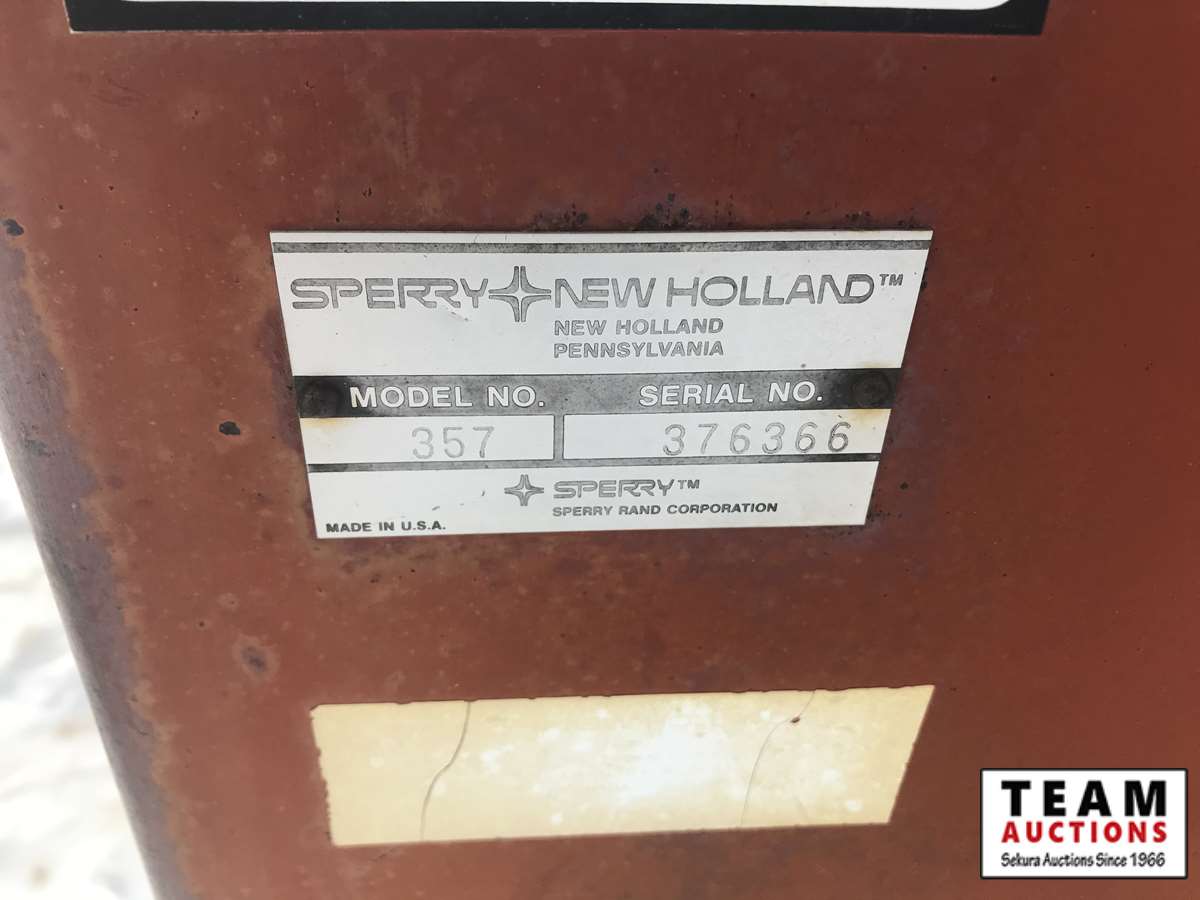 SPERRY NEW HOLLAND™
NEW HOLLAND
PENNSYLVANIA
MODEL NO. SERIAL NO.
357 376366
SPERRY™
SPERRY RAND CORPORATION
MADE IN U.S.A.
TEAM
AUCTIONS
Sekura Auctions Since 1966